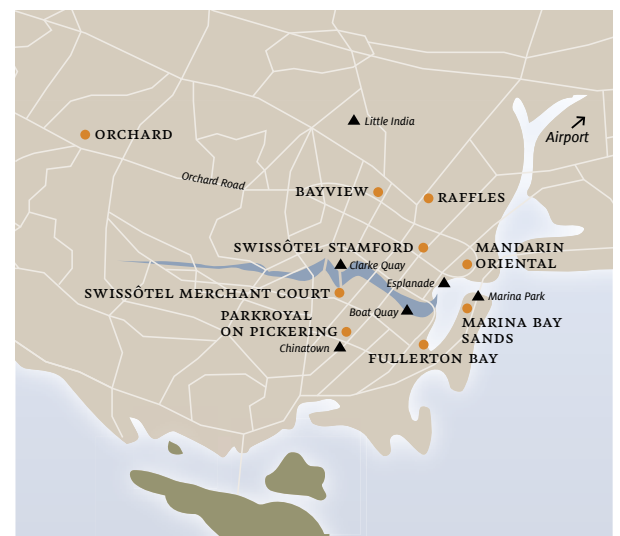 Little India
Airport
ORCHARD
Orchard Road
BAYVIEW
RAFFLES
SWISSÔTEL STAMFORD
MANDARIN
ORIENTAL
Clarke Quay
Esplanade
SWISSÔTEL MERCHANT COURT
Marina Park
Boat Quay
PARKROYAL
ON PICKERING
MARINA BAY
SANDS
Chinatown
FULLERTON BAY